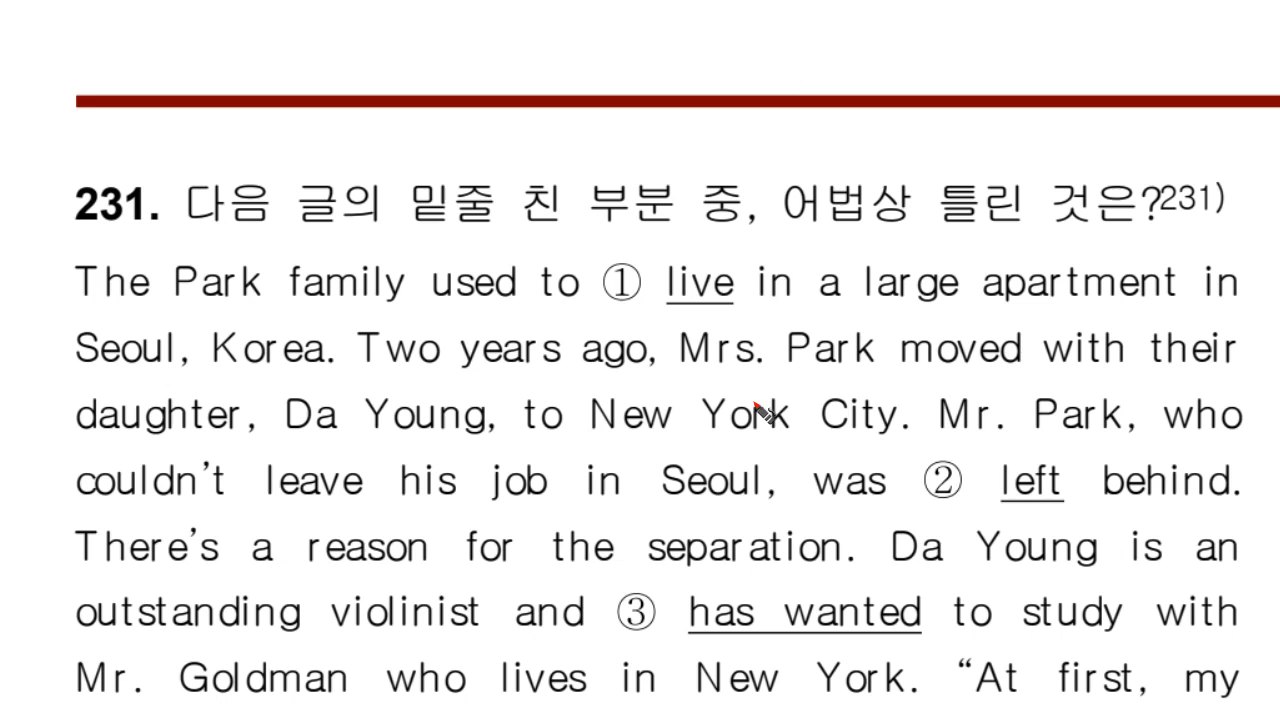 231. 다음 글의 밑줄 친 부분 중, 어법상 틀린 것은?231)
The Park family used to ① live in a large apartment in
Seoul, Korea. Two years ago, Mrs. Park moved with their
daughter, Da Young, to New York City. Mr. Park, who
couldn’t leave his job in Seoul, was ② left behind.
There’s a reason for the separation. Da Young is an
outstanding violinist and ③ has wanted to study with
Mr. Goldman who lives in New York. “At first, my